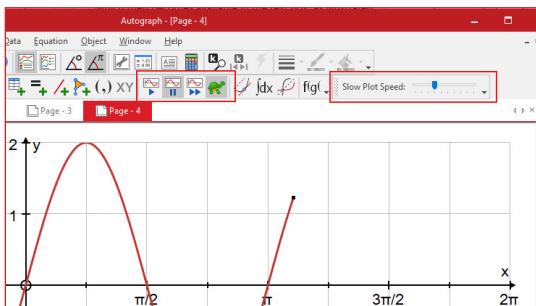 Autograph - [Page - 4]
Data Equation Object Window Help
XY ∫dx f(g(
Slow Plot Speed:
Page - 3 Page - 4
2 y
1
x
π/2 π 3π/2 2π